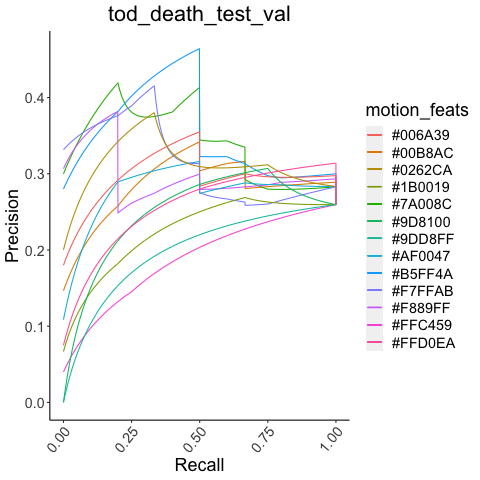 tod_death_test_val
Precision
0.4
0.3
0.2
0.1
0.0
0.00
0.25
0.50
0.75
1.00
Recall
motion_feats
#006A39
#00B8AC
#0262CA
#1B0019
#7A008C
#9D8100
#9DD8FF
#AF0047
#B5FF4A
#F7FFAB
#F889FF
#FFC459
#FFD0EA